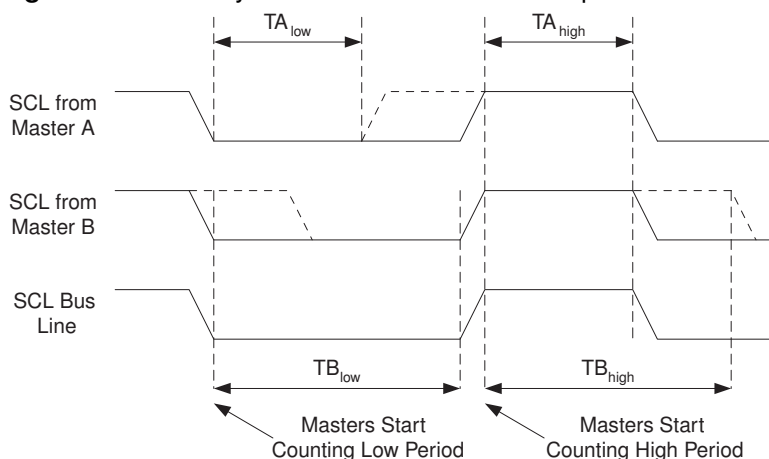 TA low
TA high
SCL from
Master A
SCL from
Master B
SCL Bus
Line
TB low
TB high
Masters Start
Counting Low Period
Masters Start
Counting High Period